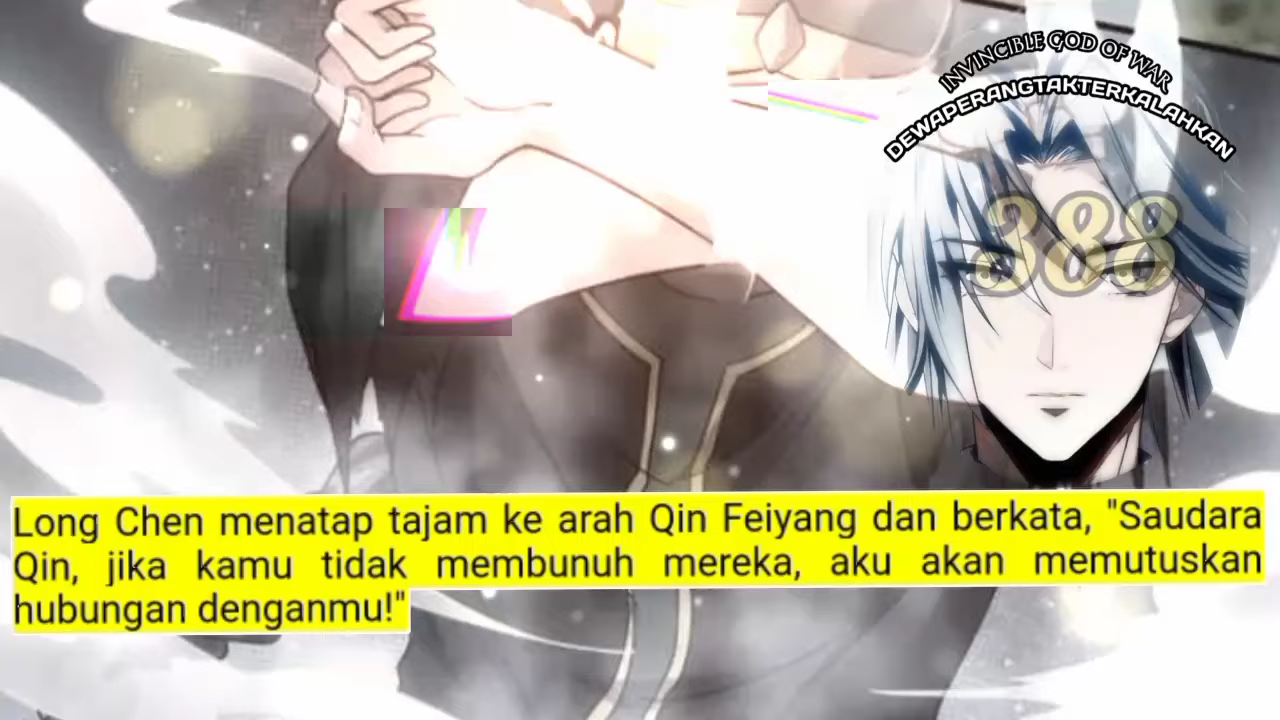 INVINCIBLE GOD OF WAR
DEWAPERANGTAKTERKALAHKAN
388
Long Chen menatap tajam ke arah Qin Feiyang dan berkata, "Saudara
Qin, jika kamu tidak membunuh mereka, aku akan memutuskan
hubungan denganmu!"